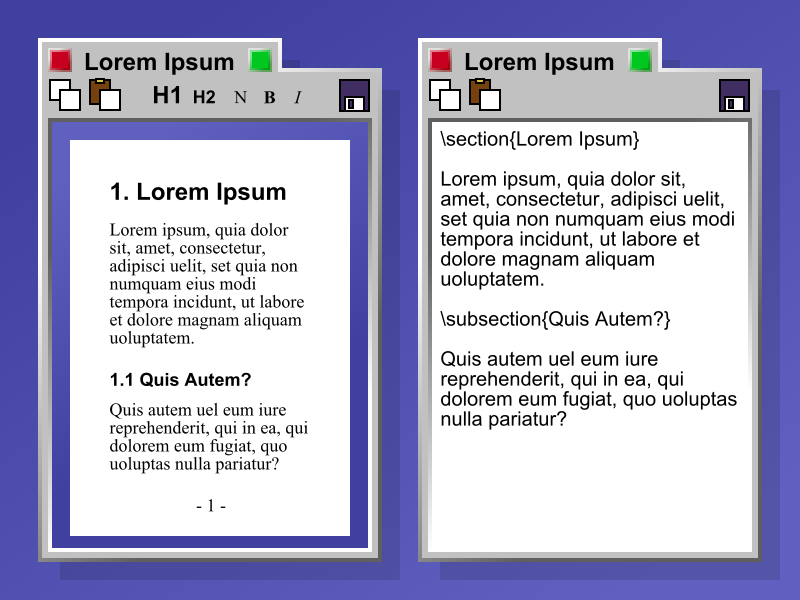 Lorem Ipsum
H1 H2 N B I
1. Lorem Ipsum
Lorem ipsum, quia dolor
sit, amet, consectetur,
adipisci uelit, set quia non
numquam eius modi
tempora incidunt, ut labore
et dolore magnam aliquam
uoluptatem.
1.1 Quis Autem?
Quis autem uel eum iure
reprehenderit, qui in ea, qui
dolorem eum fugiat, quo
uoluptas nulla pariatur?
- 1 -
Lorem Ipsum
\section{Lorem Ipsum}
Lorem ipsum, quia dolor sit,
amet, consectetur, adipisci uelit,
set quia non numquam eius modi
tempora incidunt, ut labore et
dolore magnam aliquam
uoluptatem.
\subsection{Quis Autem?}
Quis autem uel eum iure
reprehenderit, qui in ea, qui
dolorem eum fugiat, quo uoluptas
nulla pariatur?